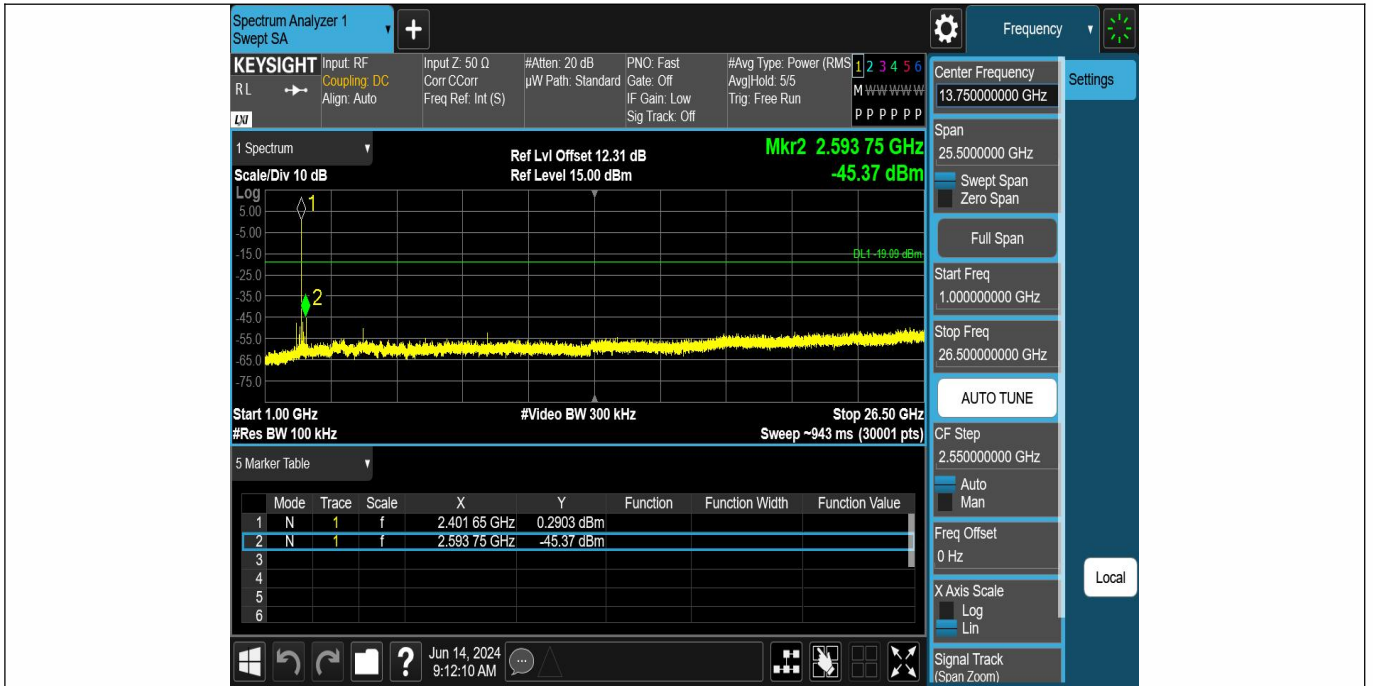 Spectrum Analyzer 1
Swept SA
+
Frequency
KEYSIGHT
RL
LXI
Input: RF
Coupling: DC
Align: Auto
Input Z: 50 Ω
Corr CCorr
Freq Ref: Int (S)
#Atten: 20 dB
µW Path: Standard
PNO: Fast
Gate: Off
IF Gain: Low
Sig Track: Off
#Avg Type: Power (RMS
Avg|Hold: 5/5
Trig: Free Run
1 2 3 4 5 6
M W W W W W
P P P P P P
1 Spectrum
Scale/Div 10 dB
Ref Lvl Offset 12.31 dB
Ref Level 15.00 dBm
Mkr2 2.593 75 GHz
-45.37 dBm
Log
5.00
-5.00
-15.0
-25.0
-35.0
-45.0
-55.0
-65.0
-75.0
1
2
DL1 -19.09 dBm
Start 1.00 GHz
#Video BW 300 kHz
Stop 26.50 GHz
#Res BW 100 kHz
Sweep ~943 ms (30001 pts)
5 Marker Table
Mode Trace Scale X Y Function Function Width Function Value
1 N 1 f 2.401 65 GHz 0.2903 dBm
2 N 1 f 2.593 75 GHz -45.37 dBm
3
4
5
6
?
Jun 14, 2024
9:12:10 AM
Center Frequency
13.750000000 GHz
Settings
Span
25.5000000 GHz
Swept Span
Zero Span
Full Span
Start Freq
1.000000000 GHz
Stop Freq
26.500000000 GHz
AUTO TUNE
CF Step
2.550000000 GHz
Auto
Man
Freq Offset
0 Hz
Local
X Axis Scale
Log
Lin
Signal Track
(Span Zoom)